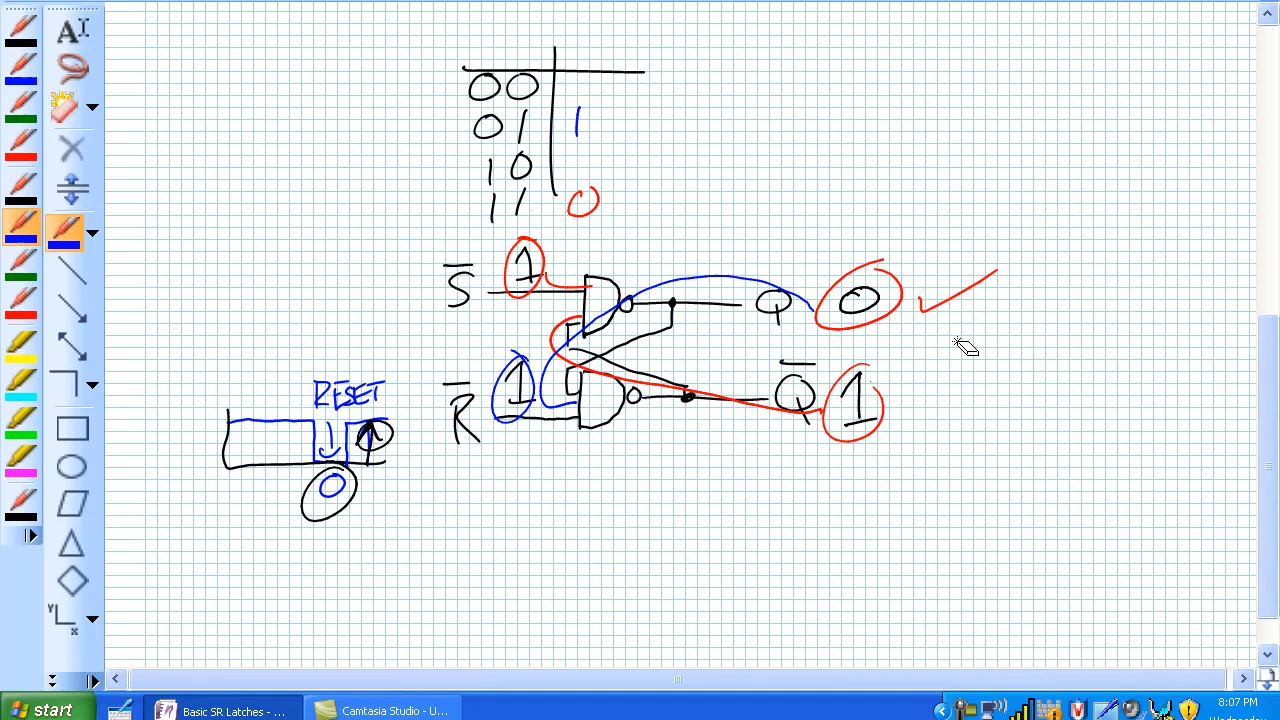 00
01 1
10
11 0
S̅ 1 Q 0
R̅ 1 Q̅ 1
RESET
0
A
start
Basic SR Latches - ...
Camtasia Studio - U...
8:07 PM